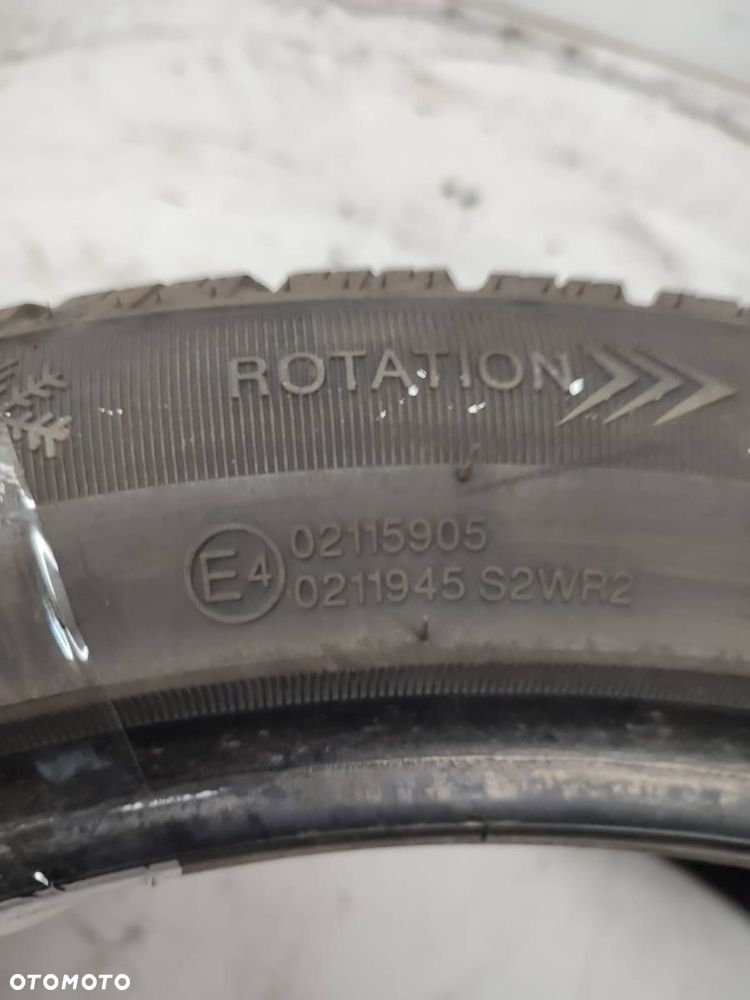 ROTATION
E4
02115905
0211945 S2WR2
OTOMOTO